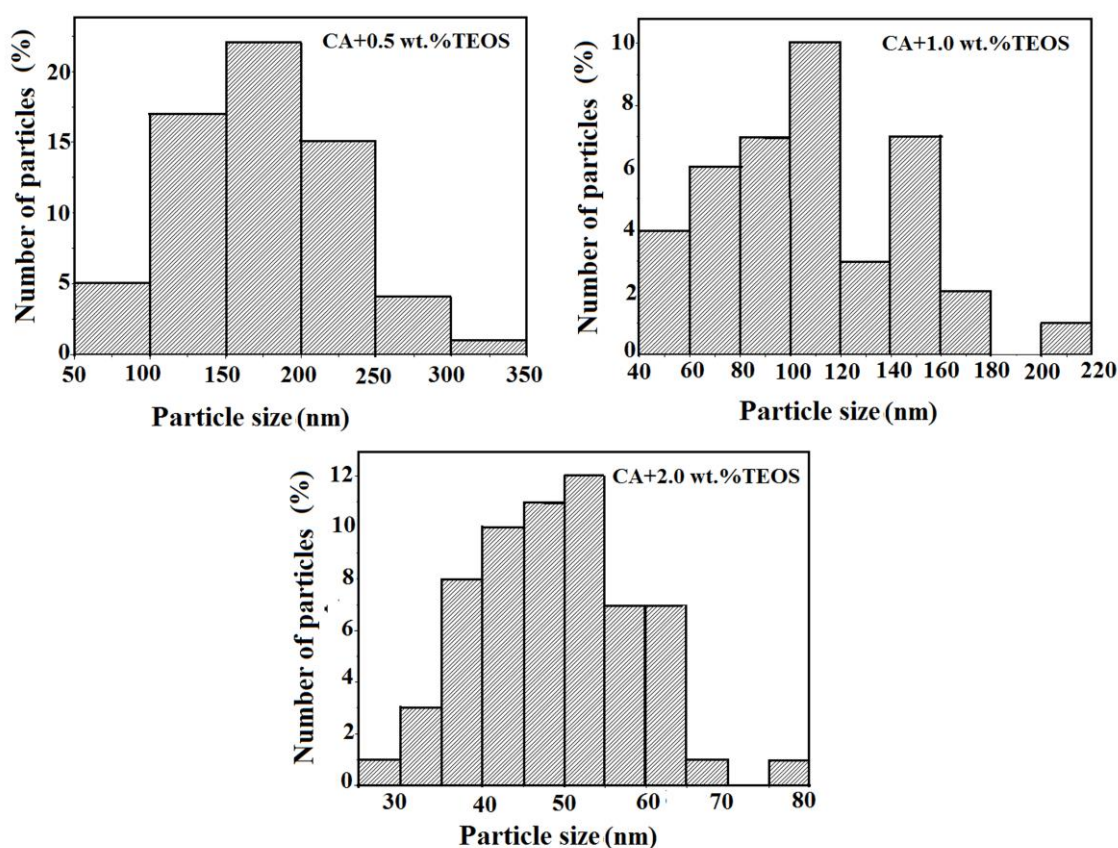 CA+0.5 wt.%TEOS
Number of particles (%)
20
15
10
5
0
50 100 150 200 250 300 350
Particle size (nm)
CA+1.0 wt.%TEOS
Number of particles (%)
10
8
6
4
2
0
40 60 80 100 120 140 160 180 200 220
Particle size (nm)
CA+2.0 wt.%TEOS
Number of particles (%)
12
10
8
6
4
2
0
30 40 50 60 70 80
Particle size (nm)